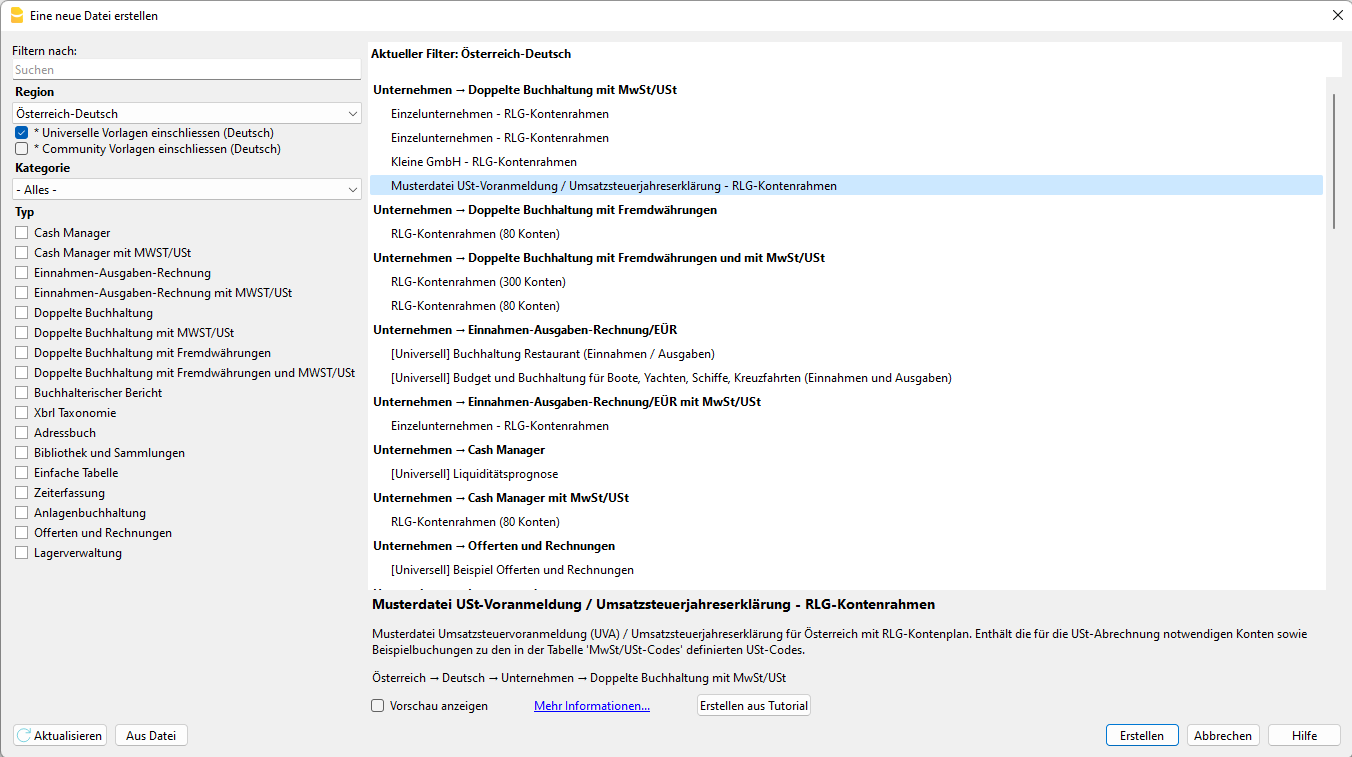 Eine neue Datei erstellen
Filtern nach:
Suchen
Region
Österreich-Deutsch
* Universelle Vorlagen einschliessen (Deutsch)
* Community Vorlagen einschliessen (Deutsch)
Kategorie
- Alles -
Typ
Cash Manager
Cash Manager mit MWST/USt
Einnahmen-Ausgaben-Rechnung
Einnahmen-Ausgaben-Rechnung mit MWST/USt
Doppelte Buchhaltung
Doppelte Buchhaltung mit MWST/USt
Doppelte Buchhaltung mit Fremdwährungen
Doppelte Buchhaltung mit Fremdwährungen und MWST/USt
Buchhalterischer Bericht
Xbrl Taxonomie
Adressbuch
Bibliothek und Sammlungen
Einfache Tabelle
Zeiterfassung
Anlagenbuchhaltung
Offerten und Rechnungen
Lagerverwaltung
Aktueller Filter: Österreich-Deutsch
Unternehmen → Doppelte Buchhaltung mit MwSt/USt
Einzelunternehmen - RLG-Kontenrahmen
Einzelunternehmen - RLG-Kontenrahmen
Kleine GmbH - RLG-Kontenrahmen
Musterdatei USt-Voranmeldung / Umsatzsteuerjahreserklärung - RLG-Kontenrahmen
Unternehmen → Doppelte Buchhaltung mit Fremdwährungen
RLG-Kontenrahmen (80 Konten)
Unternehmen → Doppelte Buchhaltung mit Fremdwährungen und mit MwSt/USt
RLG-Kontenrahmen (300 Konten)
RLG-Kontenrahmen (80 Konten)
Unternehmen → Einnahmen-Ausgaben-Rechnung/EÜR
[Universell] Buchhaltung Restaurant (Einnahmen / Ausgaben)
[Universell] Budget und Buchhaltung für Boote, Yachten, Schiffe, Kreuzfahrten (Einnahmen und Ausgaben)
Unternehmen → Einnahmen-Ausgaben-Rechnung/EÜR mit MwSt/USt
Einzelunternehmen - RLG-Kontenrahmen
Unternehmen → Cash Manager
[Universell] Liquiditätsprognose
Unternehmen → Cash Manager mit MwSt/USt
RLG-Kontenrahmen (80 Konten)
Unternehmen → Offerten und Rechnungen
[Universell] Beispiel Offerten und Rechnungen
Musterdatei USt-Voranmeldung / Umsatzsteuerjahreserklärung - RLG-Kontenrahmen
Musterdatei Umsatzsteuervoranmeldung (UVA) / Umsatzsteuerjahreserklärung für Österreich mit RLG-Kontenplan. Enthält die für die USt-Abrechnung notwendigen Konten sowie
Beispielbuchungen zu den in der Tabelle 'MwSt/USt-Codes' definierten USt-Codes.
Österreich → Deutsch → Unternehmen → Doppelte Buchhaltung mit MwSt/USt
Vorschau anzeigen
Mehr Informationen...
Erstellen aus Tutorial
Aktualisieren
Aus Datei
Erstellen
Abbrechen
Hilfe